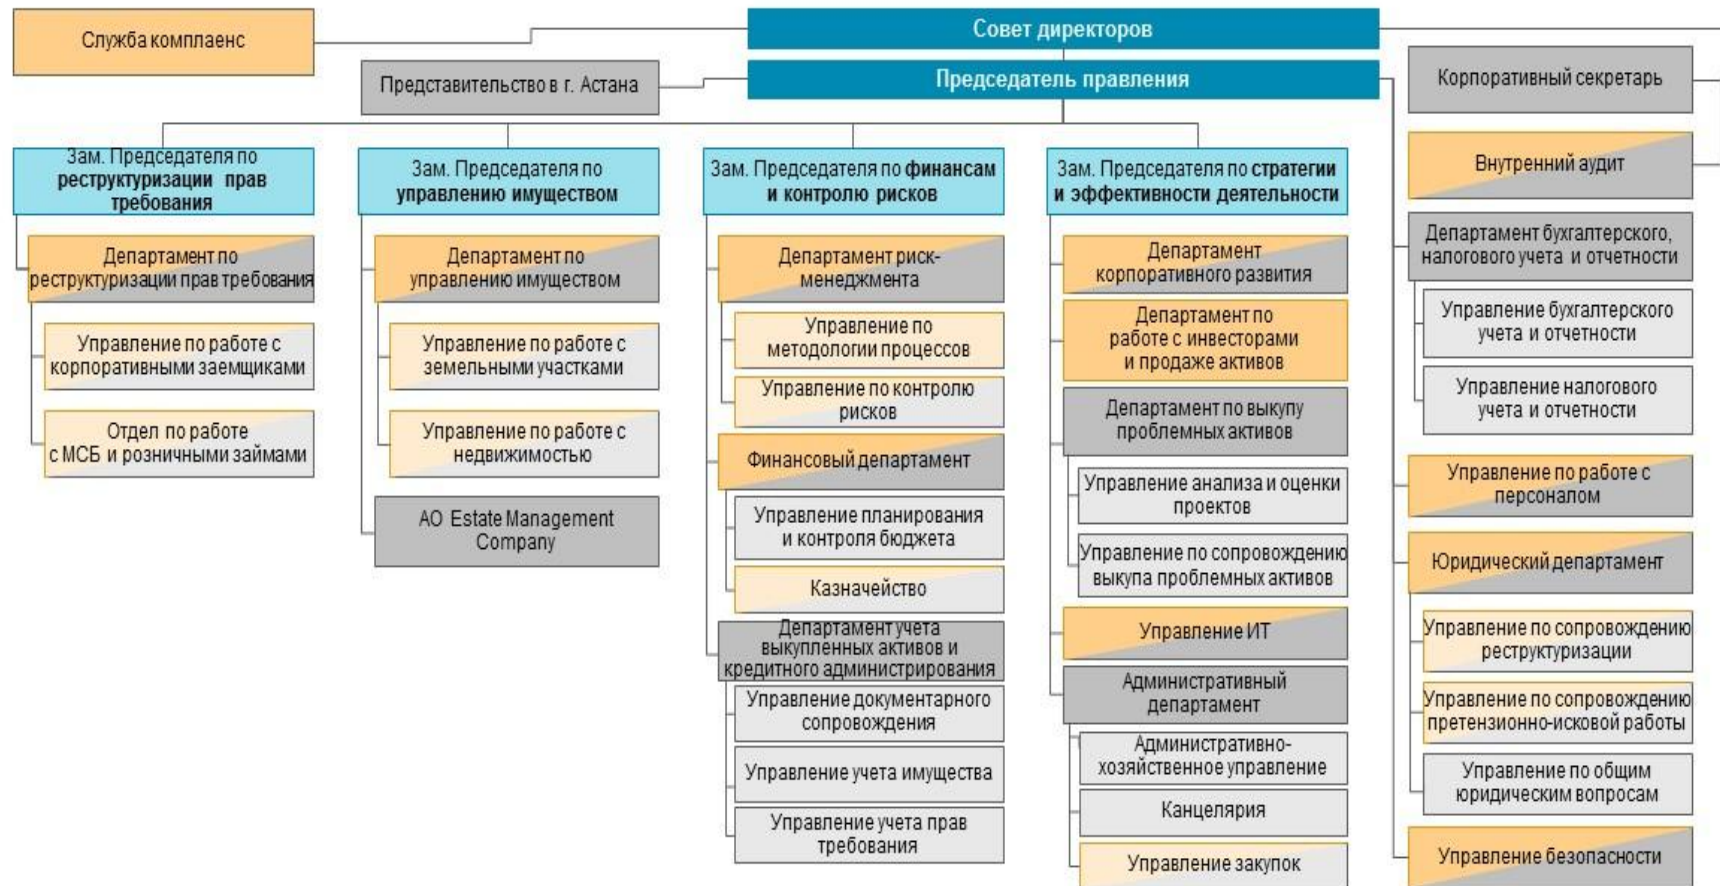 Служба комплаенс
Совет директоров
Представительство в г. Астана
Председатель правления
Корпоративный секретарь
Внутренний аудит
Зам. Председателя по
реструктуризации прав
требования
Департамент по
реструктуризации прав требования
Управление по работе с
корпоративными заемщиками
Отдел по работе
с МСБ и розничными займами
Зам. Председателя по
управлению имуществом
Департамент по
управлению имуществом
Управление по работе с
земельными участками
Управление по работе с
недвижимостью
АО Estate Management
Company
Зам. Председателя по финансам
и контролю рисков
Департамент риск-
менеджмента
Управление по
методологии процессов
Управление по контролю
рисков
Финансовый департамент
Управление планирования
и контроля бюджета
Казначейство
Департамент учета
выкупленных активов и
кредитного администрирования
Управление документарного
сопровождения
Управление учета имущества
Управление учета прав
требования
Зам. Председателя по стратегии
и эффективности деятельности
Департамент
корпоративного развития
Департамент по
работе с инвесторами
и продаже активов
Департамент по выкупу
проблемных активов
Управление анализа и оценки
проектов
Управление по сопровождению
выкупа проблемных активов
Управление ИТ
Административный
департамент
Административно-
хозяйственное управление
Канцелярия
Управление закупок
Департамент бухгалтерского,
налогового учета и отчетности
Управление бухгалтерского
учета и отчетности
Управление налогового
учета и отчетности
Управление по работе с
персоналом
Юридический департамент
Управление по сопровождению
реструктуризации
Управление по сопровождению
претензионно-исковой работы
Управление по общим
юридическим вопросам
Управление безопасности